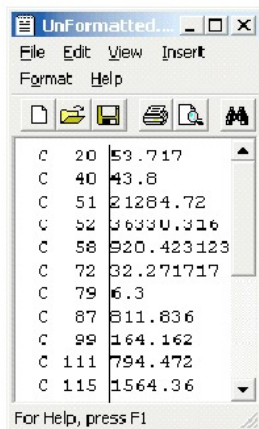 UnFormatted....
File Edit View Insert
Format Help
C 20 53.717
C 40 43.8
C 51 21284.72
C 52 36330.316
C 58 920.423123
C 72 32.271717
C 79 6.3
C 87 811.836
C 99 164.162
C 111 794.472
C 115 1564.36
For Help, press F1